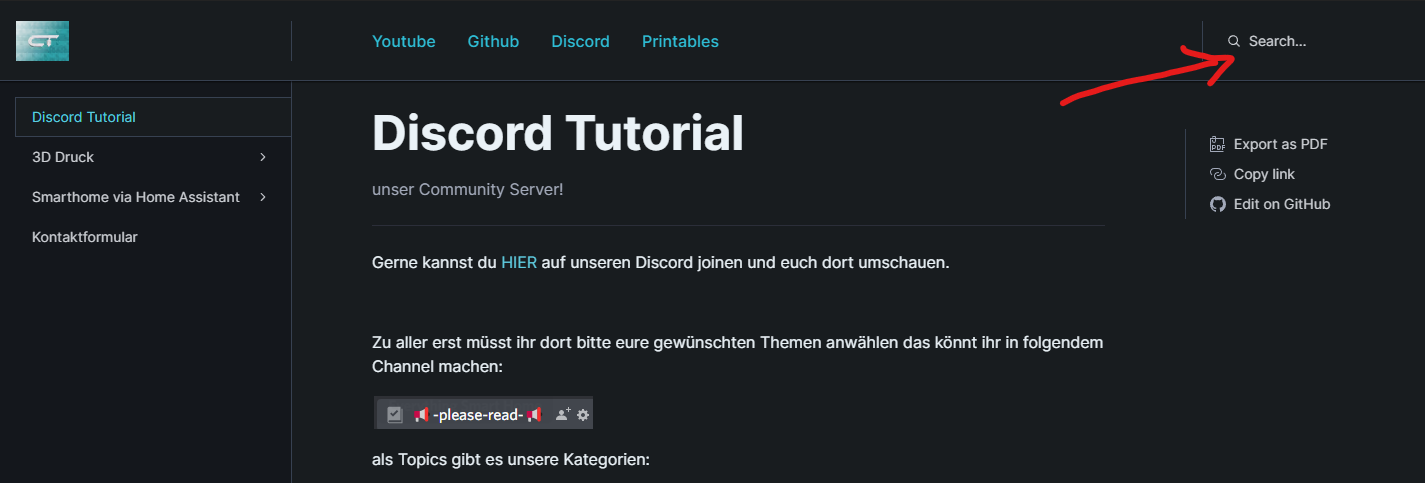 CT
Youtube Github Discord Printables
Search...
Discord Tutorial
3D Druck
Smarthome via Home Assistant
Kontaktformular
Discord Tutorial
unser Community Server!
Gerne kannst du HIER auf unseren Discord joinen und euch dort umschauen.
Zu aller erst müsst ihr dort bitte eure gewünschten Themen anwählen das könnt ihr in folgendem
Channel machen:
-please-read-
als Topics gibt es unsere Kategorien:
PDF Export as PDF
Copy link
Edit on GitHub